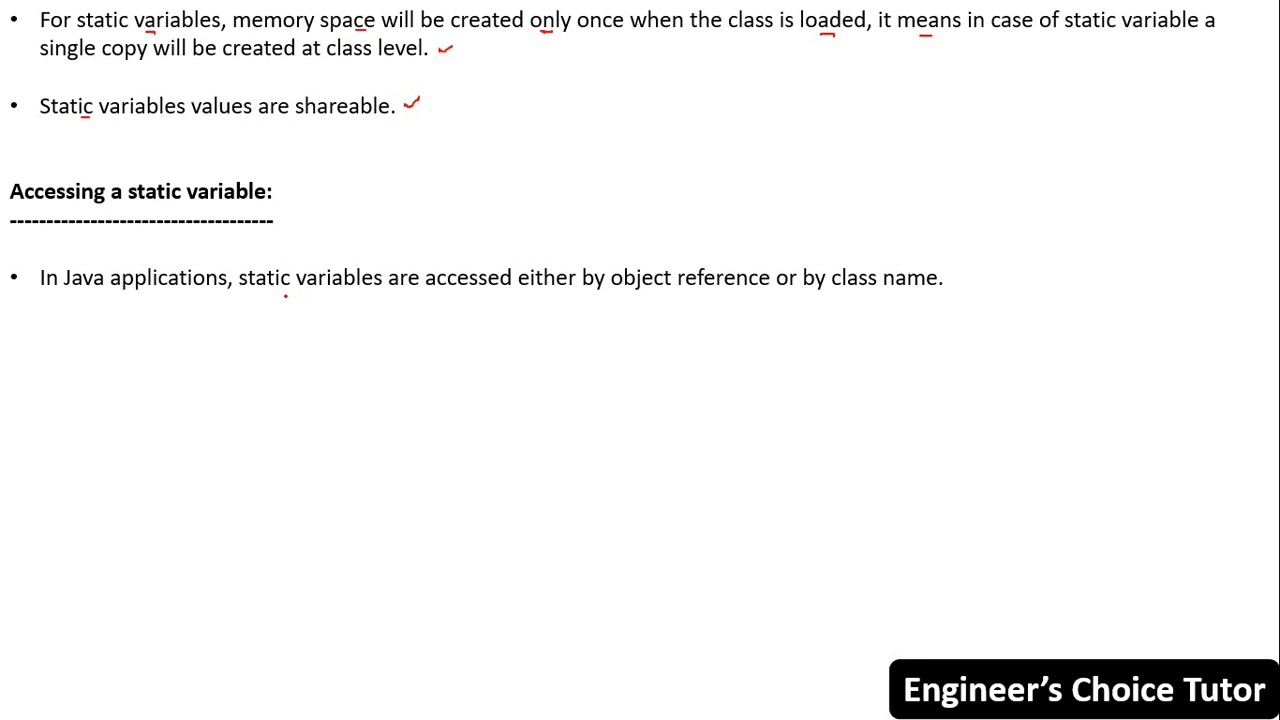 • For static variables, memory space will be created only once when the class is loaded, it means in case of static variable a
single copy will be created at class level.
• Static variables values are shareable.
Accessing a static variable:
------------------------------------
• In Java applications, static variables are accessed either by object reference or by class name.
Engineer’s Choice Tutor